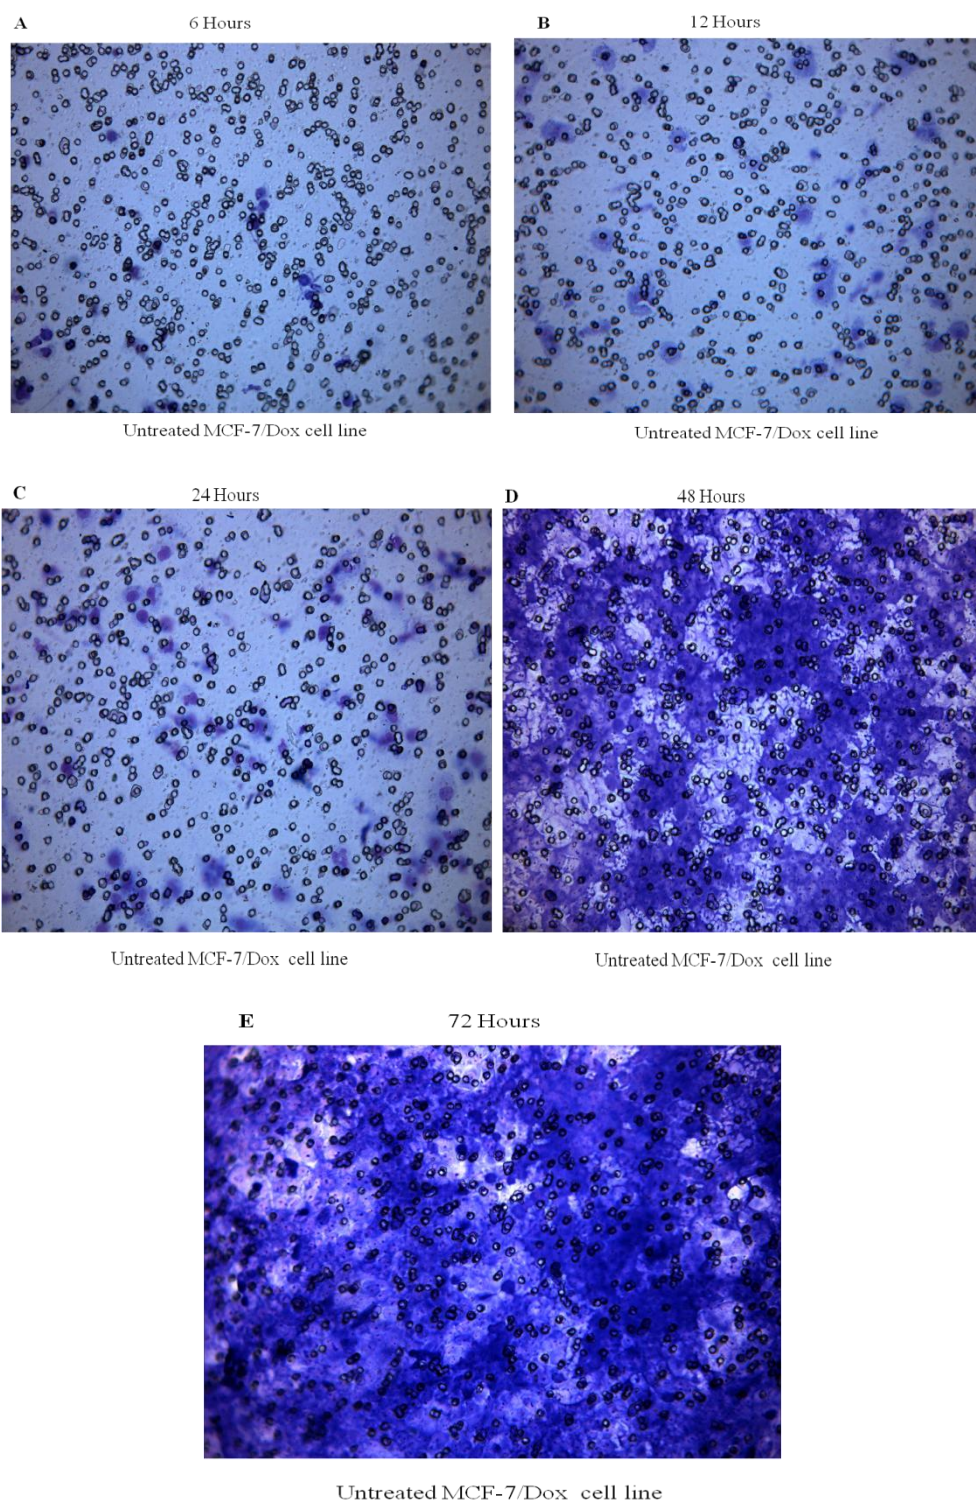 A 6 Hours
B 12 Hours
Untreated MCF-7/Dox cell line
Untreated MCF-7/Dox cell line
C 24 Hours
D 48 Hours
Untreated MCF-7/Dox cell line
Untreated MCF-7/Dox cell line
E 72 Hours
Untreated MCF-7/Dox cell line